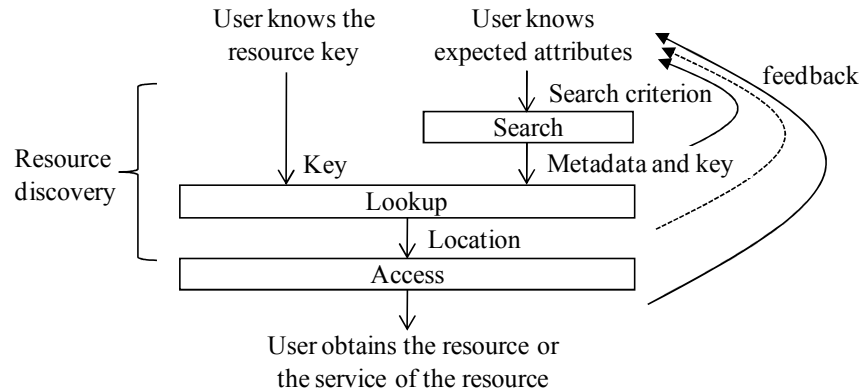 User knows the
resource key
User knows
expected attributes
feedback
Search criterion
Search
Resource
discovery
Key
Metadata and key
Lookup
Location
Access
User obtains the resource or
the service of the resource